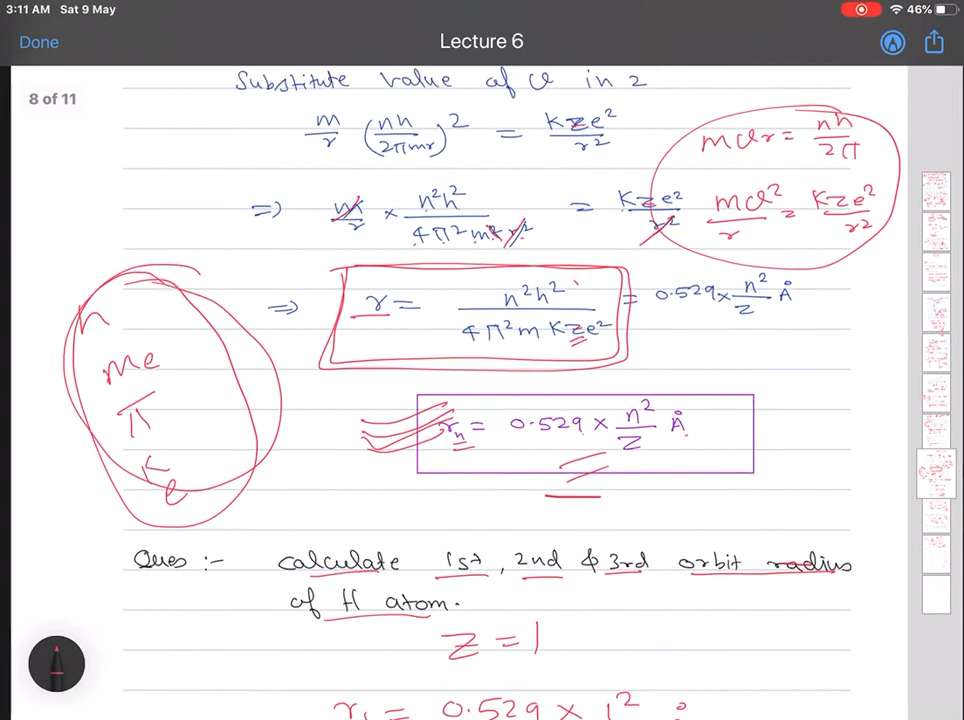 3:11 AM Sat 9 May
46%
Done
Lecture 6
8 of 11
Substitute value of v in 2
m/r (nh/2πmr)² = Kze²/r²
mvr = nh/2π
=> m/r × n²h²/4π²m²r² = Kze²/r²
mv²/r = Kze²/r²
=> r = n²h²/4π²mKze² = 0.529 × n²/z Å
h
me
π
K
e
rn = 0.529 × n²/z Å
Ques :- calculate 1st, 2nd & 3rd orbit radius
of H atom.
z = 1
r₁ = 0.529 × 1²